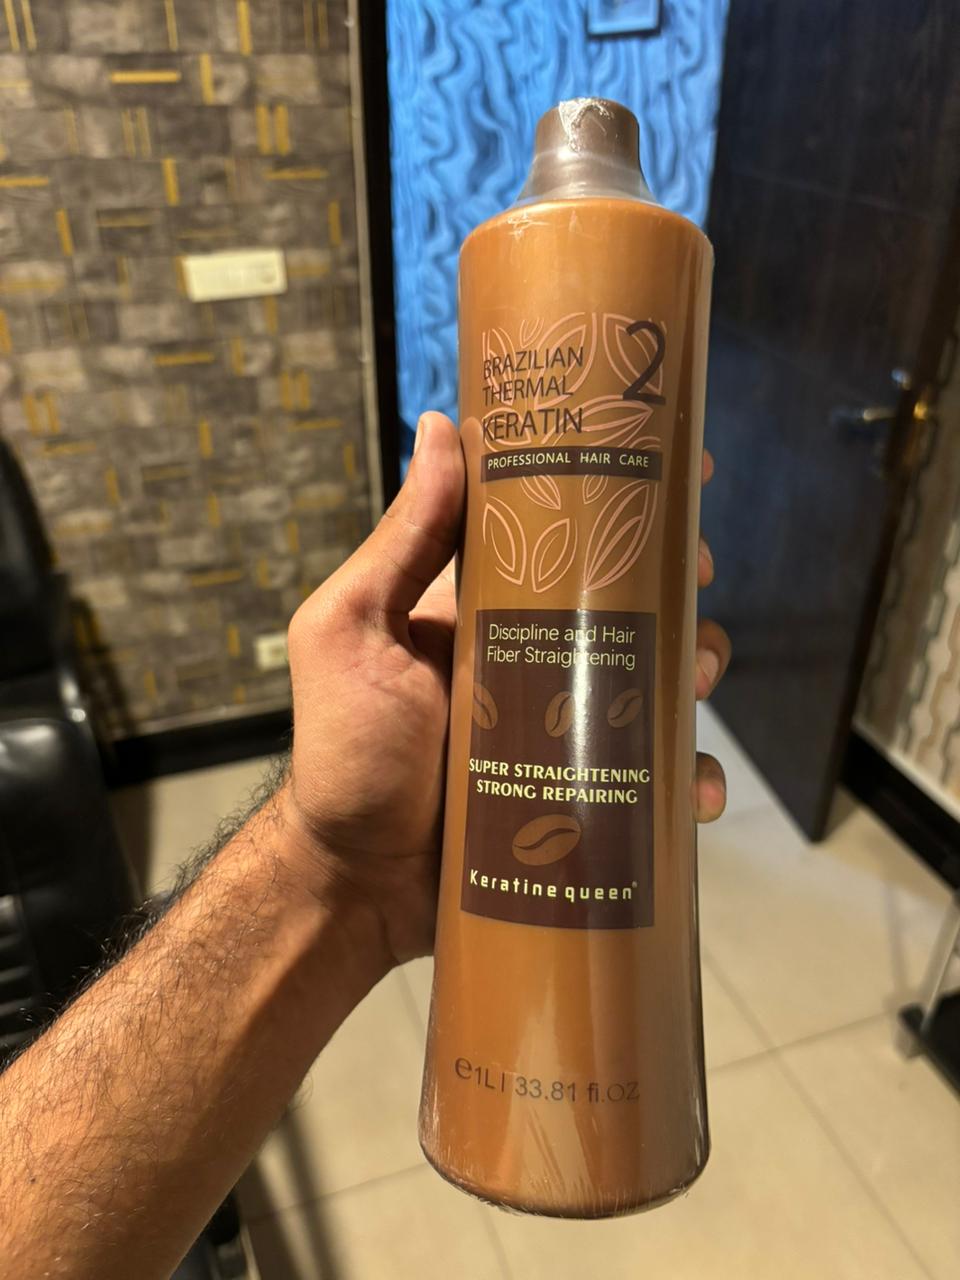 BRAZILIAN
THERMAL
KERATIN
2
PROFESSIONAL HAIR CARE
Discipline and Hair
Fiber Straightening
SUPER STRAIGHTENING
STRONG REPAIRING
Keratine queen®
e1L | 33.81 fl.oz